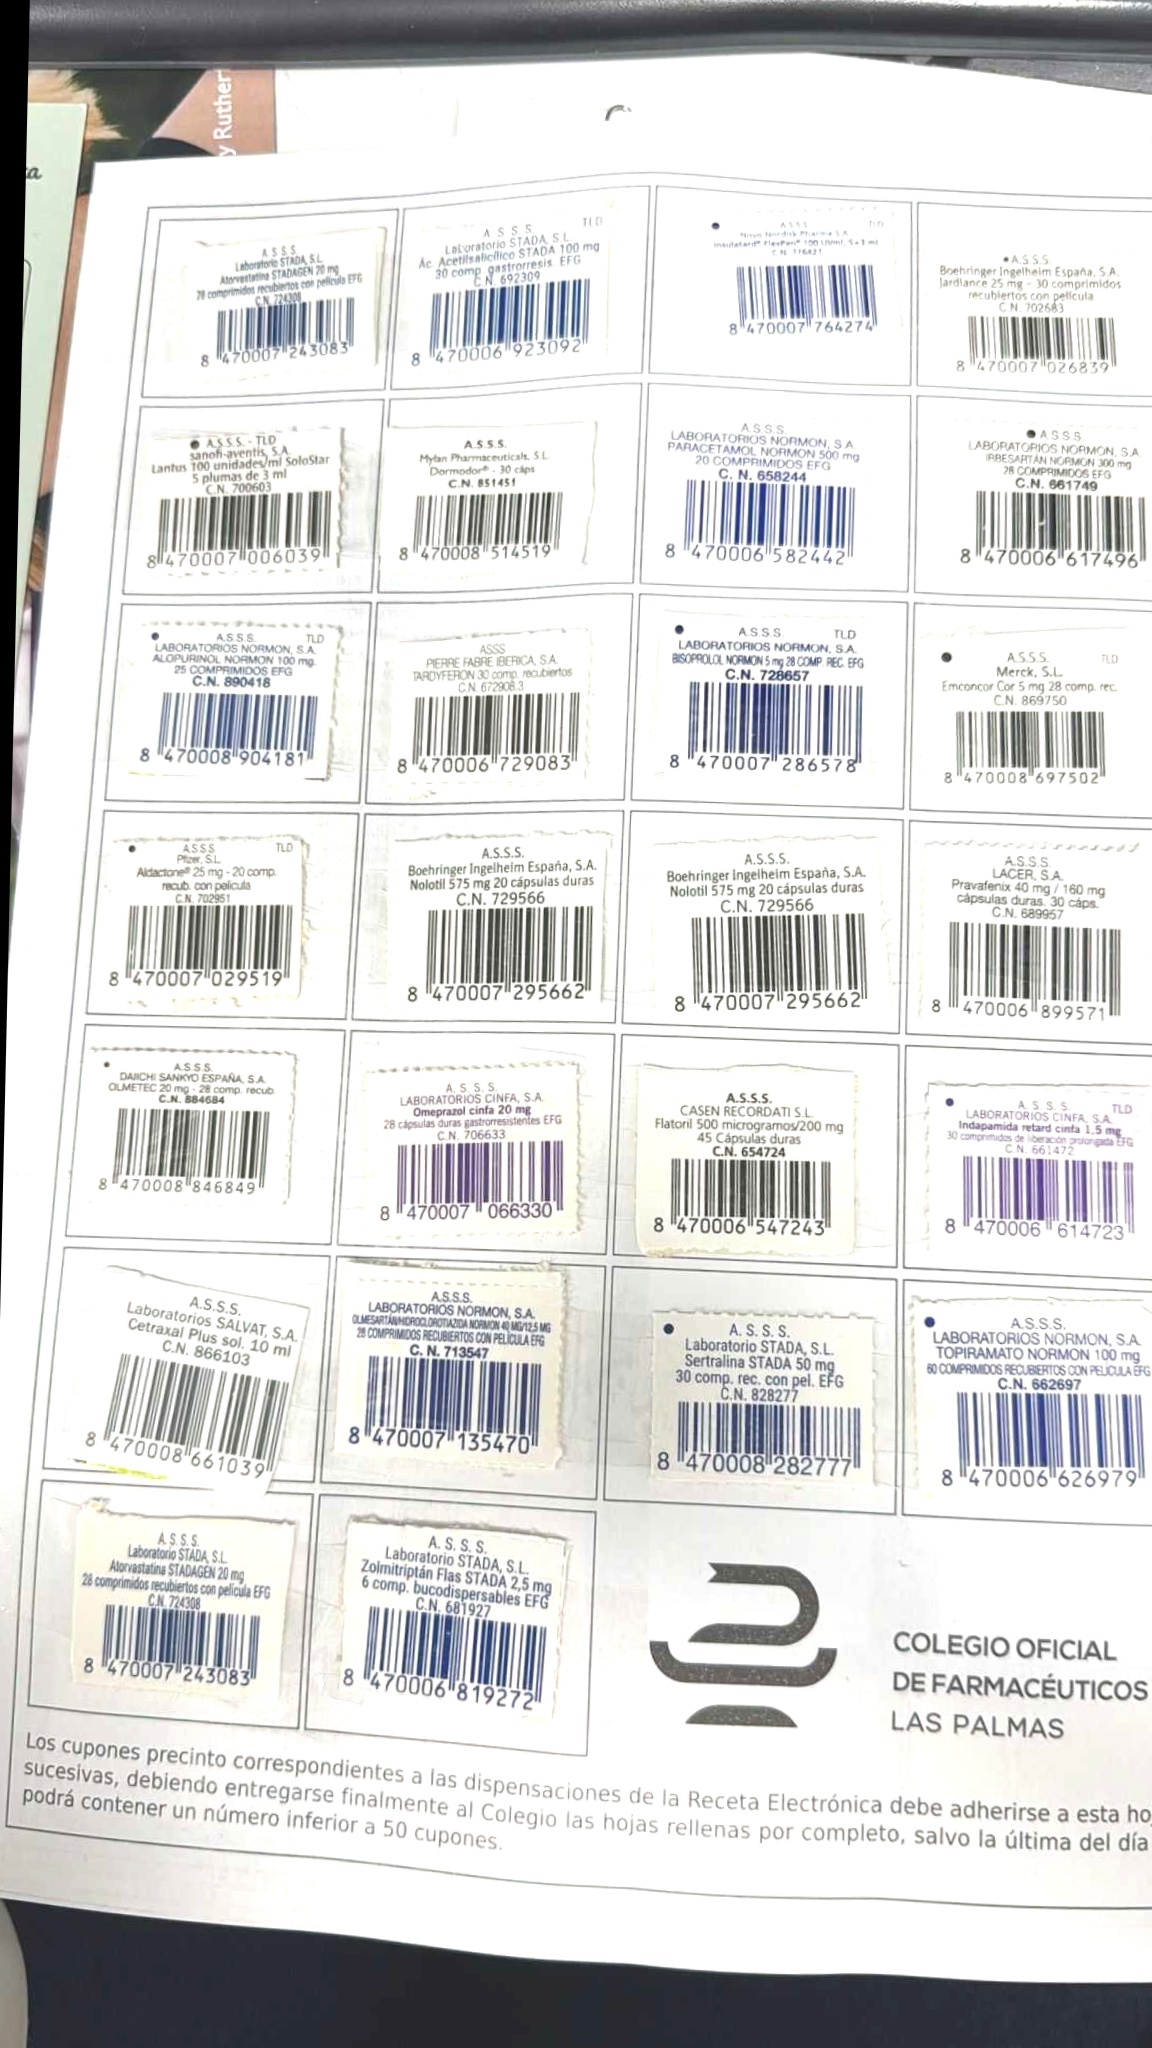 y Ruther
A.S.S.S.
Laboratorio STADA, S.L.
Atorvastatina STADAGEN 20 mg
28 comprimidos recubiertos con película EFG
C.N. 724308
8 470007 243083
A.S.S.S. TLD
Laboratorio STADA, S.L.
Ác. Acetilsalicílico STADA 100 mg
30 comp. gastrorresis. EFG
C.N. 692309
8 470006 923092
A.S.S.S. TLD
Novo Nordisk Pharma S.A.
Insulatard® FlexPen® 100 UI/ml, 5x3 ml
C.N. 776427
8 470007 764274
A.S.S.S.
Boehringer Ingelheim España, S.A.
Jardiance 25 mg - 30 comprimidos
recubiertos con película
C.N. 702683
8 470007 026839
A.S.S.S. - TLD
sanofi-aventis, S.A.
Lantus 100 unidades/ml SoloStar
5 plumas de 3 ml
C.N. 700603
8 470007 006039
A.S.S.S.
Mylan Pharmaceuticals, S.L
Dormodor® - 30 cáps
C.N. 851451
8 470008 514519
A.S.S.S.
LABORATORIOS NORMON, S.A.
PARACETAMOL NORMON 500 mg
20 COMPRIMIDOS EFG
C. N. 658244
8 470006 582442
A.S.S.S
LABORATORIOS NORMON, S.A
IRBESARTÁN NORMON 300 mg
28 COMPRIMIDOS EFG
C.N. 661749
8 470006 617496
A.S.S.S. TLD
LABORATORIOS NORMON, S.A.
ALOPURINOL NORMON 100 mg.
25 COMPRIMIDOS EFG
C.N. 890418
8 470008 904181
ASSS
PIERRE FABRE IBERICA, S.A.
TARDYFERON 30 comp. recubiertos
C.N. 672908.3
8 470006 729083
A.S.S.S TLD
LABORATORIOS NORMON, S.A.
BISOPROLOL NORMON 5 mg 28 COMP. REC. EFG
C.N. 728657
8 470007 286578
A.S.S.S. TLD
Merck, S.L
Emconcor Cor 5 mg 28 comp. rec.
C.N. 869750
8 470008 697502
A.S.S.S TLD
Pfizer, S.L
Aldactone® 25 mg - 20 comp.
recub. con película
C.N. 702951
8 470007 029519
A.S.S.S.
Boehringer Ingelheim España, S.A.
Nolotil 575 mg 20 cápsulas duras
C.N. 729566
8 470007 295662
A.S.S.S.
Boehringer Ingelheim España, S.A.
Nolotil 575 mg 20 cápsulas duras
C.N. 729566
8 470007 295662
A.S.S.S.
LACER, S.A.
Pravafenix 40 mg / 160 mg
cápsulas duras. 30 cáps.
C.N. 689957
8 470006 899571
A.S.S.S.
DAIICHI SANKYO ESPAÑA, S.A.
OLMETEC 20 mg - 28 comp. recub.
C.N. 884684
8 470008 846849
A. S. S. S.
LABORATORIOS CINFA, S.A.
Omeprazol cinfa 20 mg
28 cápsulas duras gastrorresistentes EFG
C.N. 706633
8 470007 066330
A.S.S.S.
CASEN RECORDATI S.L.
Flatoril 500 microgramos/200 mg
45 Cápsulas duras
C.N. 654724
8 470006 547243
A. S. S. S. TLD
LABORATORIOS CINFA, S.A.
Indapamida retard cinfa 1,5 mg
30 comprimidos de liberación prolongada EFG
C.N. 661472
8 470006 614723
A.S.S.S.
Laboratorios SALVAT, S.A.
Cetraxal Plus sol. 10 ml
C.N. 866103
8 470008 661039
A.S.S.S.
LABORATORIOS NORMON, S.A.
OLMESARTÁN/HIDROCLOROTIAZIDA NORMON 40 MG/12,5 MG
28 COMPRIMIDOS RECUBIERTOS CON PELÍCULA EFG
C. N. 713547
8 470007 135470
A. S. S. S.
Laboratorio STADA, S.L.
Sertralina STADA 50 mg
30 comp. rec. con pel. EFG
C.N. 828277
8 470008 282777
A.S.S.S.
LABORATORIOS NORMON, S.A.
TOPIRAMATO NORMON 100 mg
60 COMPRIMIDOS RECUBIERTOS CON PELICULA EFG
C.N. 662697
8 470006 626979
A.S.S.S.
Laboratorio STADA, S.L.
Atorvastatina STADAGEN 20 mg
28 comprimidos recubiertos con película EFG
C.N. 724308
8 470007 243083
A. S. S. S.
Laboratorio STADA, S.L.
Zolmitriptán Flas STADA 2,5 mg
6 comp. bucodispersables EFG
C.N. 681927
8 470006 819272
COLEGIO OFICIAL
DE FARMACÉUTICOS
LAS PALMAS
Los cupones precinto correspondientes a las dispensaciones de la Receta Electrónica debe adherirse a esta ho
sucesivas, debiendo entregarse finalmente al Colegio las hojas rellenas por completo, salvo la última del día
podrá contener un número inferior a 50 cupones.